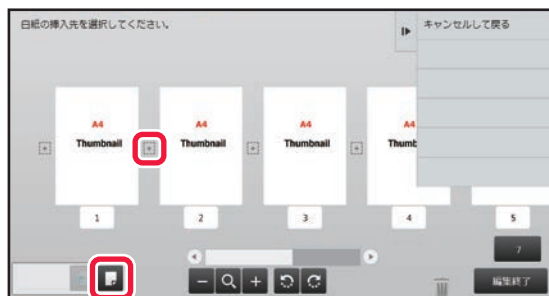 白紙の挿入先を選択してください。
キャンセルして戻る
A4
Thumbnail
A4
Thumbnail
A4
Thumbnail
A4
Thumb
1
2
3
4
5
7
編集終了